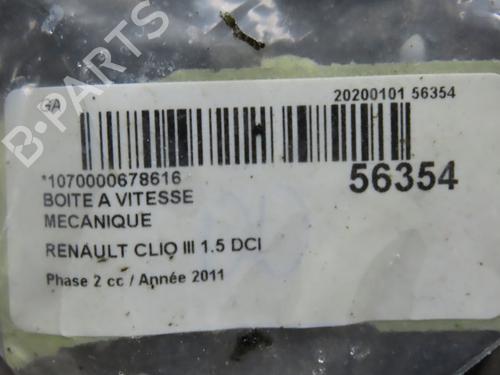 GA
20200101 56354
*1070000678616
56354
BOITE A VITESSE
MECANIQUE
RENAULT CLIO III 1.5 DCI
Phase 2 cc / Année 2011
B-PARTS